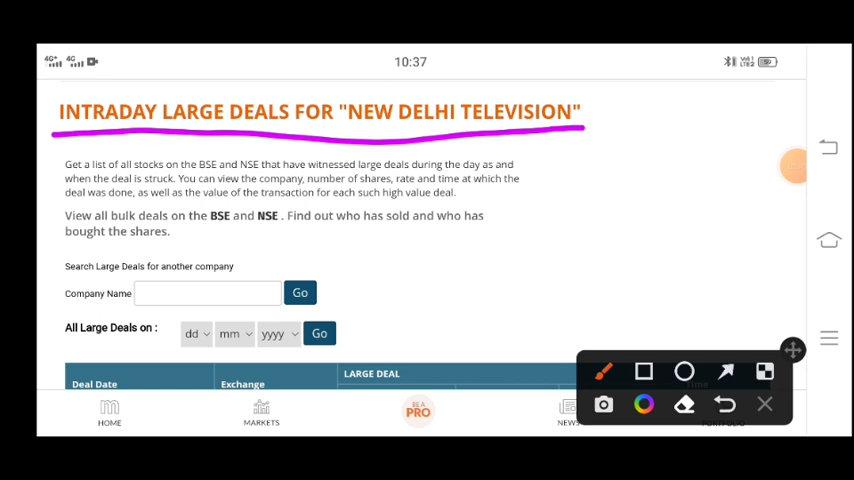 10:37
INTRADAY LARGE DEALS FOR "NEW DELHI TELEVISION"
Get a list of all stocks on the BSE and NSE that have witnessed large deals during the day as and
when the deal is struck. You can view the company, number of shares, rate and time at which the
deal was done, as well as the value of the transaction for each such high value deal.
View all bulk deals on the BSE and NSE . Find out who has sold and who has
bought the shares.
Search Large Deals for another company
Company Name Go
All Large Deals on : dd mm yyyy Go
LARGE DEAL
Deal Date Exchange Time
BE A
PRO
HOME MARKETS NEWS PORTFOLIO